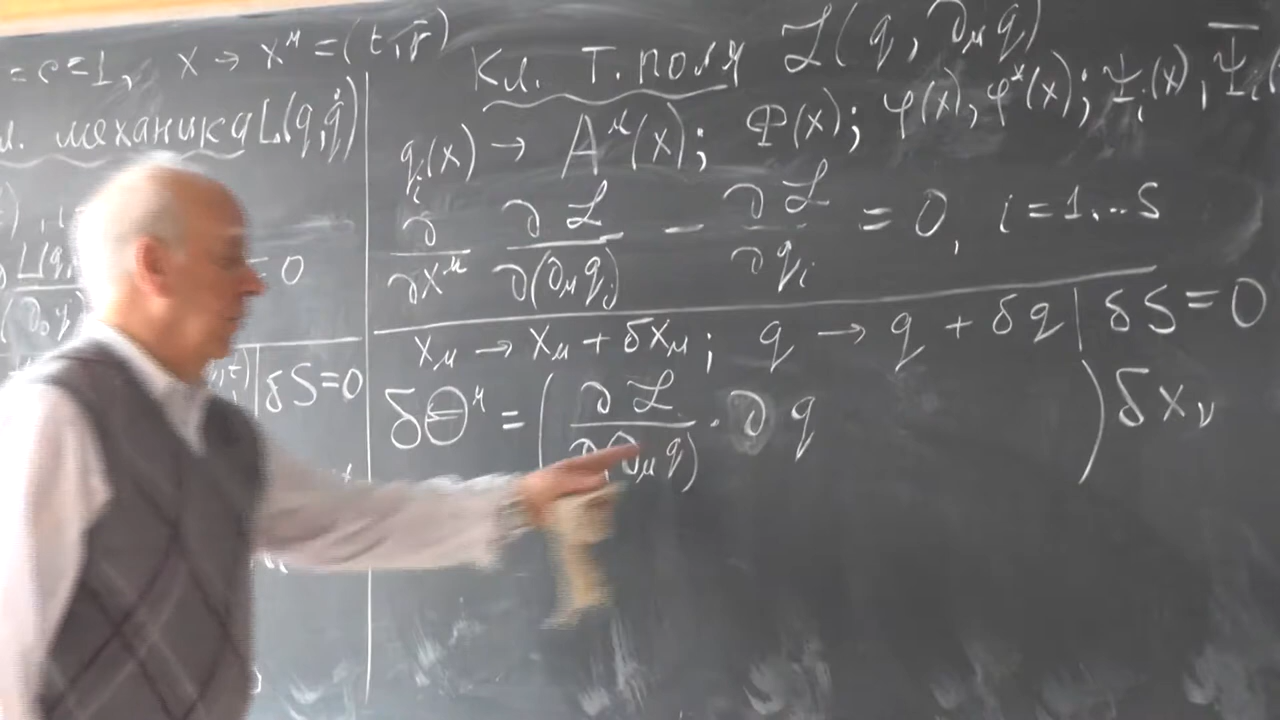 = c = 1, x → x^μ = (t, r̄)
механика L(q, q̇)
= 0
δS = 0
Кл. т. поля ℒ(q, ∂_μ q)
q_i(x) → A^μ(x); Φ(x); φ(x), φ*(x); Ψ_i(x), Ψ̄_i(
∂/∂x^μ ∂ℒ/∂(∂_μ q_i) − ∂ℒ/∂q_i = 0, i = 1...S
x_μ → x_μ + δx_μ; q → q + δq | δS = 0
δΘ^μ = (∂ℒ/∂(∂_μ q) · ∂q ) δx_ν